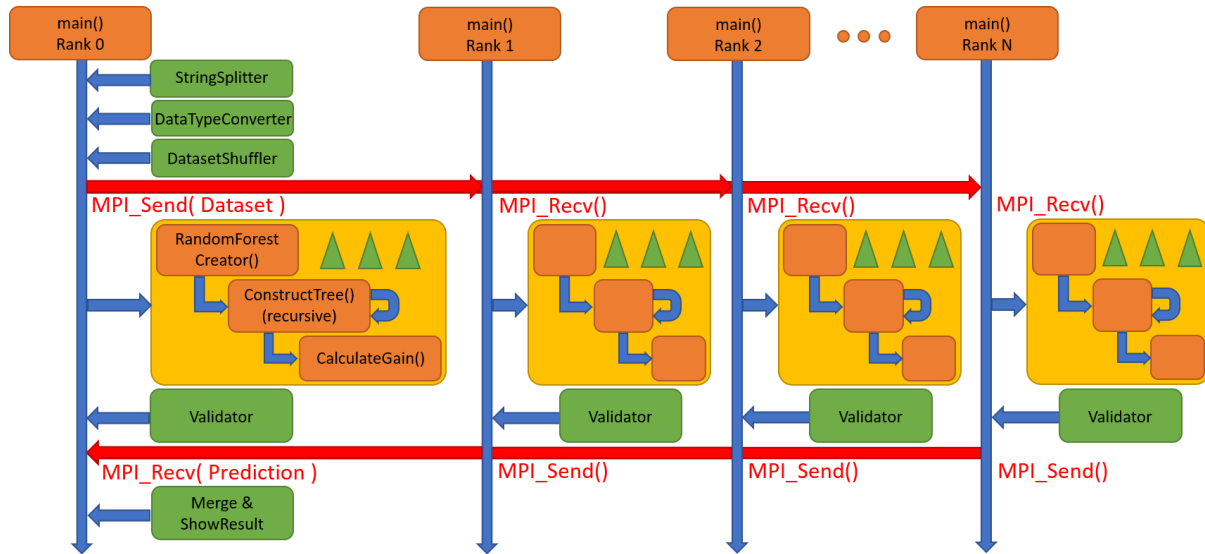 main()
Rank 0
main()
Rank 1
main()
Rank 2
main()
Rank N
StringSplitter
DataTypeConverter
DatasetShuffler
MPI_Send( Dataset )
MPI_Recv()
MPI_Recv()
MPI_Recv()
RandomForest
Creator()
ConstructTree()
(recursive)
CalculateGain()
Validator
Validator
Validator
Validator
MPI_Recv( Prediction )
MPI_Send()
MPI_Send()
MPI_Send()
Merge &
ShowResult